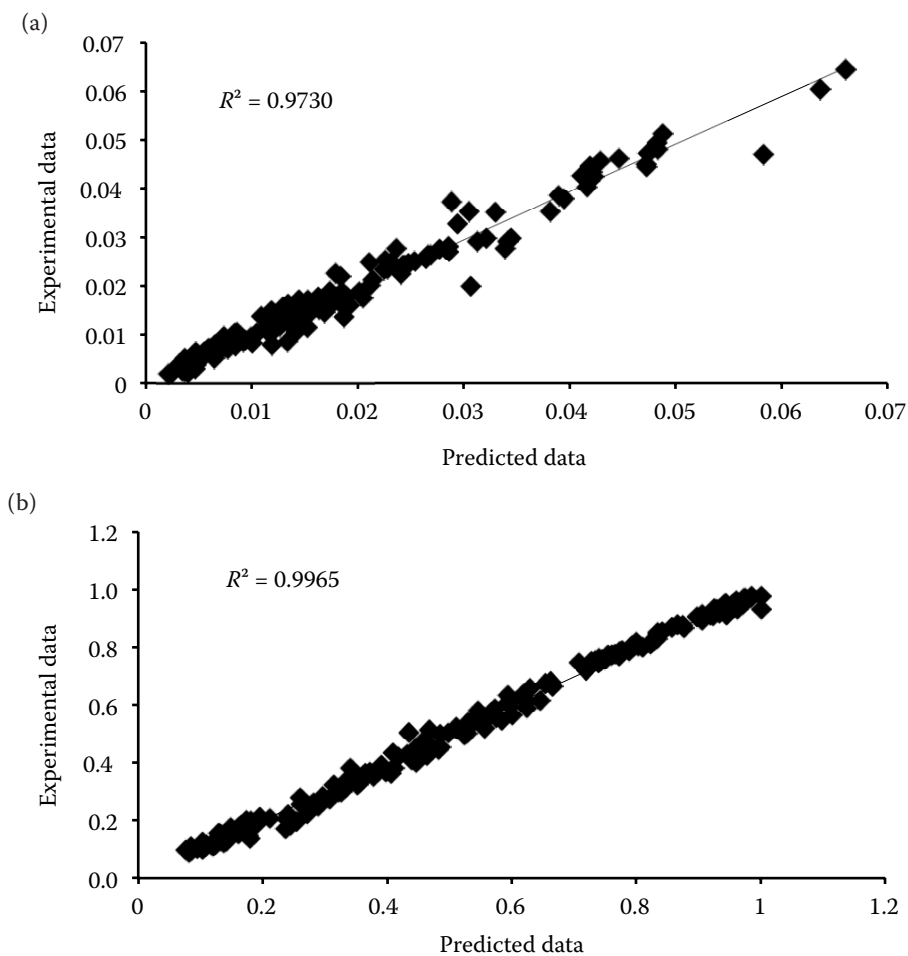 (a)
0.07
0.06
0.05
0.04
0.03
0.02
0.01
0
R² = 0.9730
Experimental data
0 0.01 0.02 0.03 0.04 0.05 0.06 0.07
Predicted data
(b)
1.2
1.0
0.8
0.6
0.4
0.2
0.0
R² = 0.9965
Experimental data
0 0.2 0.4 0.6 0.8 1 1.2
Predicted data